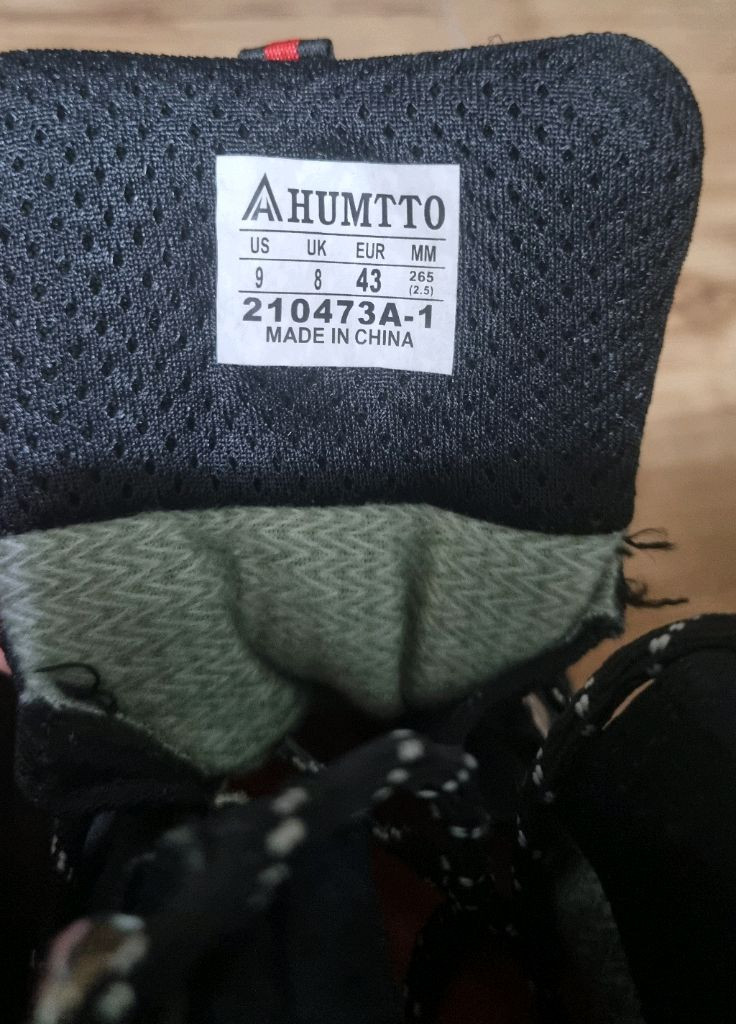 HUMTTO
US UK EUR MM
9 8 43 265 (2.5)
210473A-1
MADE IN CHINA